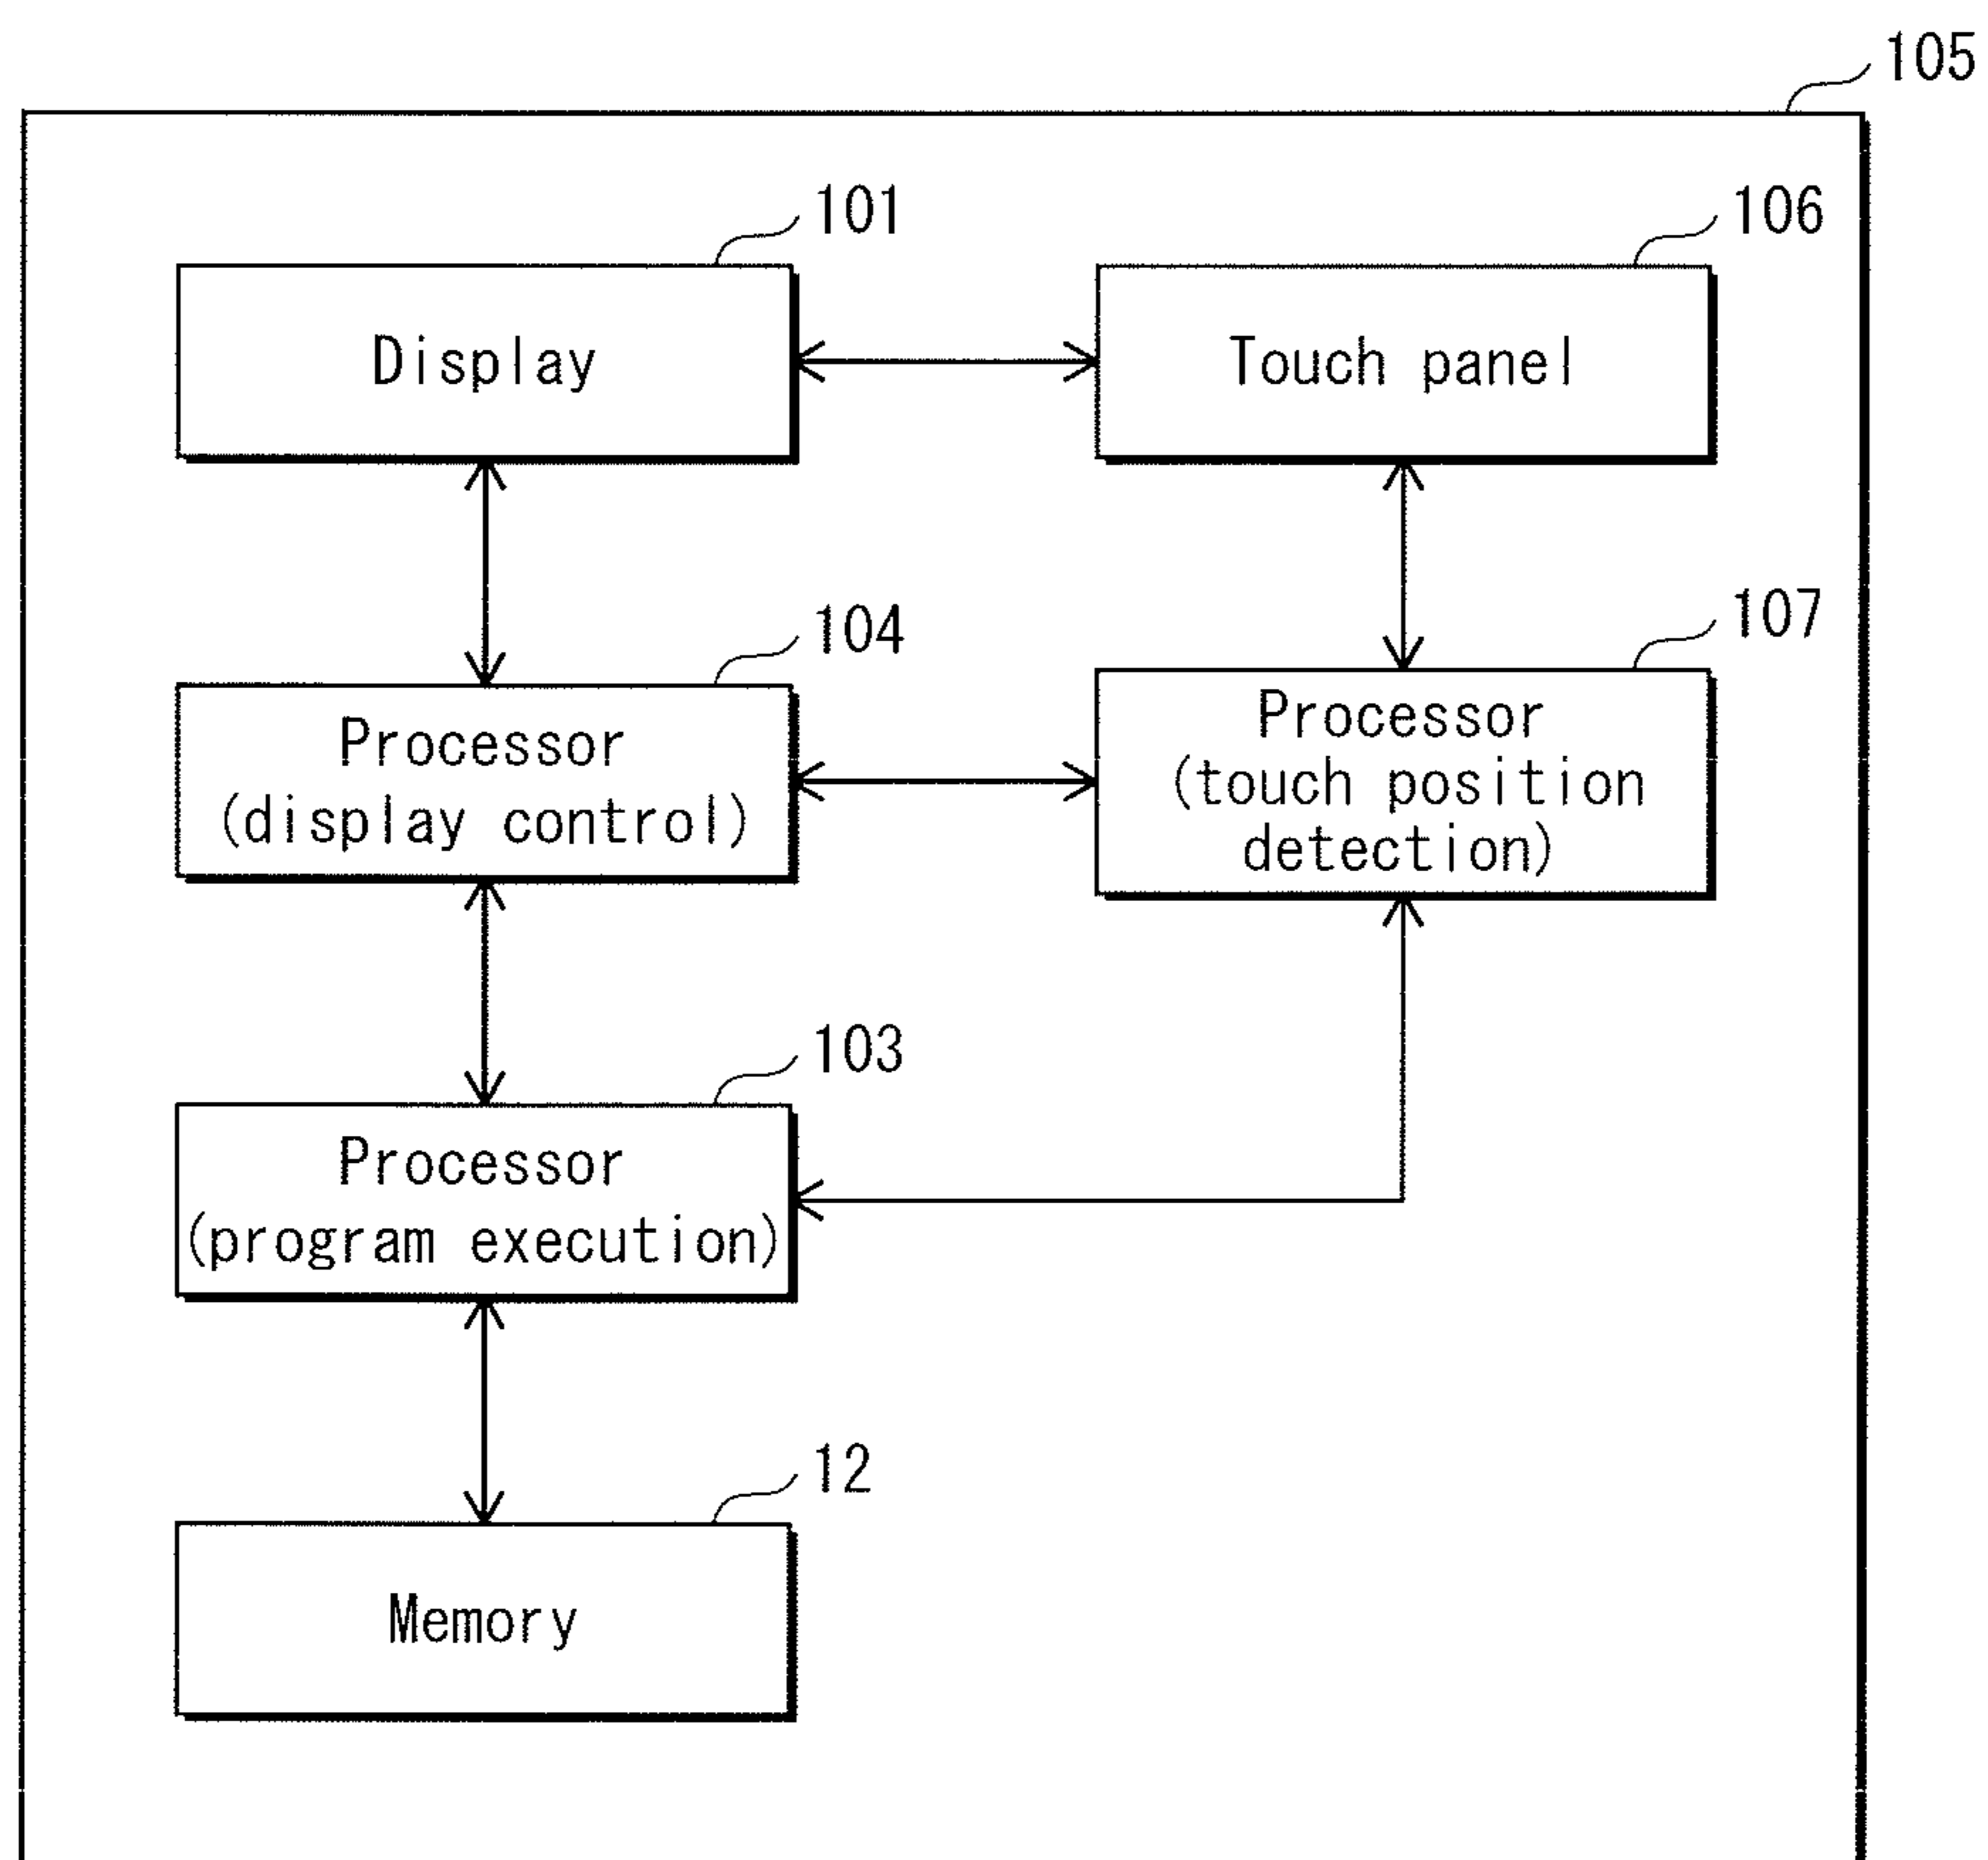 105
101
106
Display
Touch panel
104
107
Processor
(display control)
Processor
(touch position
detection)
103
Processor
(program execution)
12
Memory